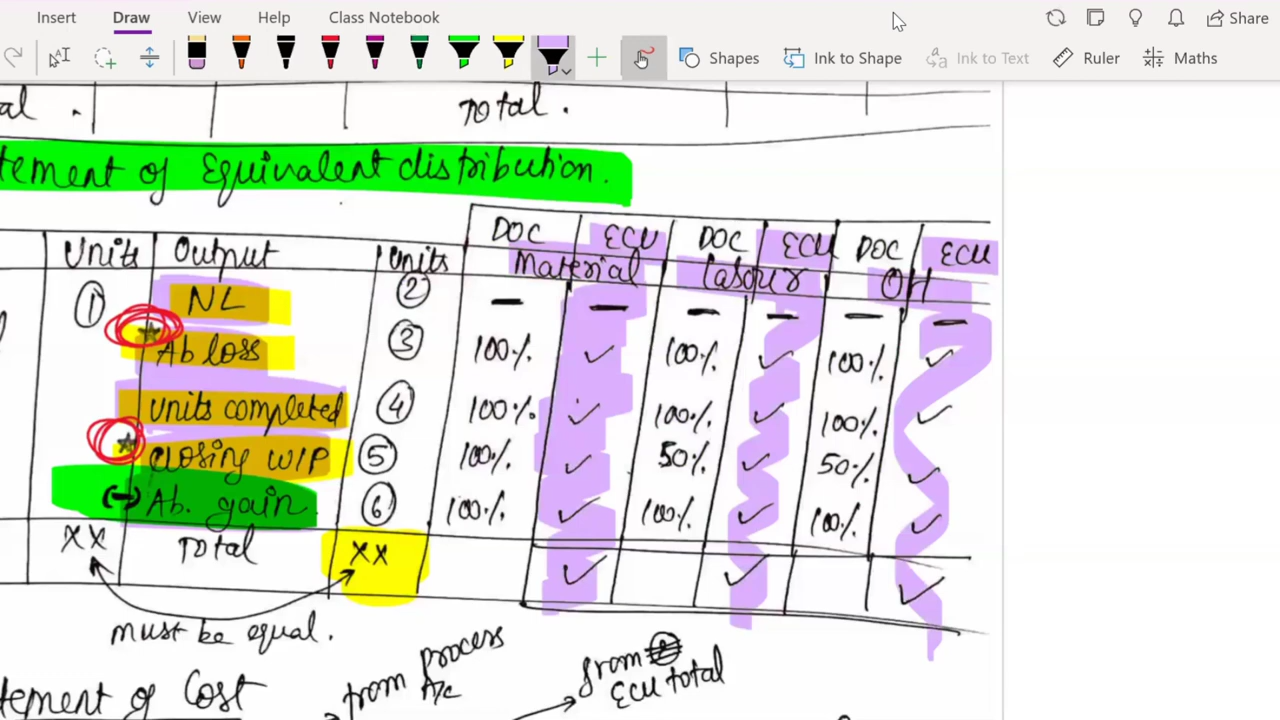 Insert Draw View Help Class Notebook Share
Shapes Ink to Shape Ink to Text Ruler Maths
al . Total .
tement of Equivalent distribution.
DOC ECU DOC ECU DOC ECU
Units Output Units Material Labour OH
① NL ② — — — — — —
Ab loss ③ 100% ✓ 100% ✓ 100% ✓
Units completed ④ 100% ✓ 100% ✓ 100% ✓
closing WIP ⑤ 100% ✓ 50% ✓ 50% ✓
(-) Ab. gain. ⑥ 100% ✓ 100% ✓ 100% ✓
XX Total XX ✓ ✓ ✓
must be equal.
tement of Cost
from process
A/c
from
ECU total